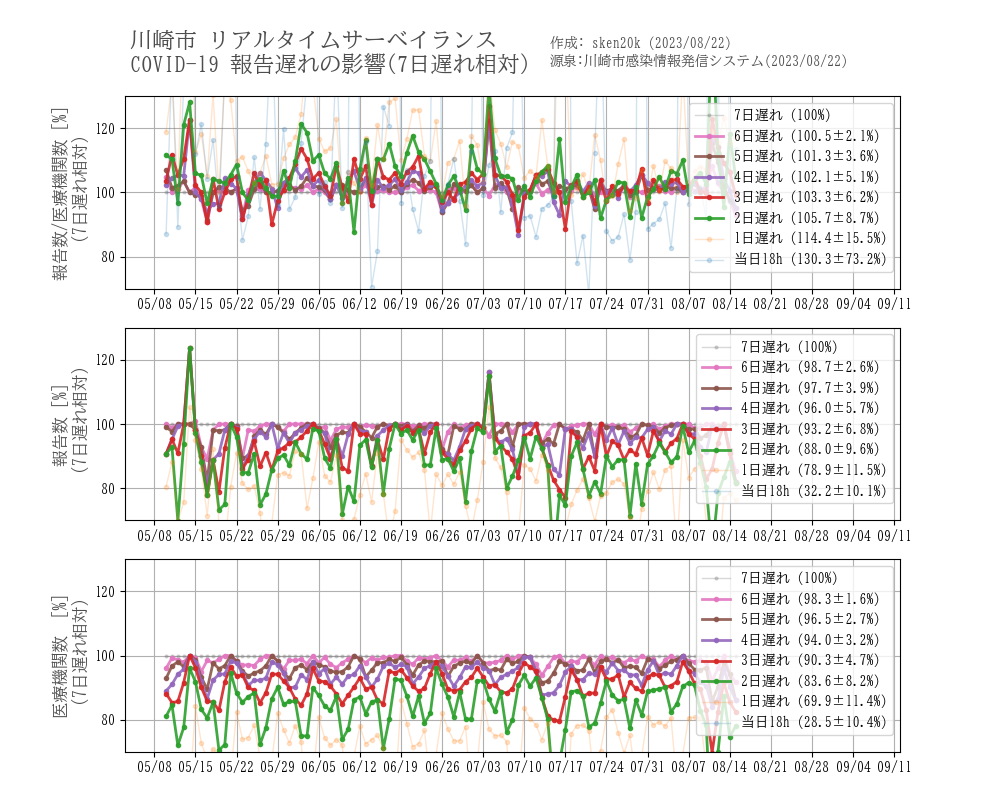 川崎市 リアルタイムサーベイランス
COVID-19 報告遅れの影響(7日遅れ相対)
作成: sken20k (2023/08/22)
源泉:川崎市感染情報発信システム(2023/08/22)
報告数/医療機関数 [%]
(7日遅れ相対)
120
100
80
7日遅れ (100%)
6日遅れ (100.5±2.1%)
5日遅れ (101.3±3.6%)
4日遅れ (102.1±5.1%)
3日遅れ (103.3±6.2%)
2日遅れ (105.7±8.7%)
1日遅れ (114.4±15.5%)
当日18h (130.3±73.2%)
05/08 05/15 05/22 05/29 06/05 06/12 06/19 06/26 07/03 07/10 07/17 07/24 07/31 08/07 08/14 08/21 08/28 09/04 09/11
報告数 [%]
(7日遅れ相対)
120
100
80
7日遅れ (100%)
6日遅れ (98.7±2.6%)
5日遅れ (97.7±3.9%)
4日遅れ (96.0±5.7%)
3日遅れ (93.2±6.8%)
2日遅れ (88.0±9.6%)
1日遅れ (78.9±11.5%)
当日18h (32.2±10.1%)
05/08 05/15 05/22 05/29 06/05 06/12 06/19 06/26 07/03 07/10 07/17 07/24 07/31 08/07 08/14 08/21 08/28 09/04 09/11
医療機関数 [%]
(7日遅れ相対)
120
100
80
7日遅れ (100%)
6日遅れ (98.3±1.6%)
5日遅れ (96.5±2.7%)
4日遅れ (94.0±3.2%)
3日遅れ (90.3±4.7%)
2日遅れ (83.6±8.2%)
1日遅れ (69.9±11.4%)
当日18h (28.5±10.4%)
05/08 05/15 05/22 05/29 06/05 06/12 06/19 06/26 07/03 07/10 07/17 07/24 07/31 08/07 08/14 08/21 08/28 09/04 09/11